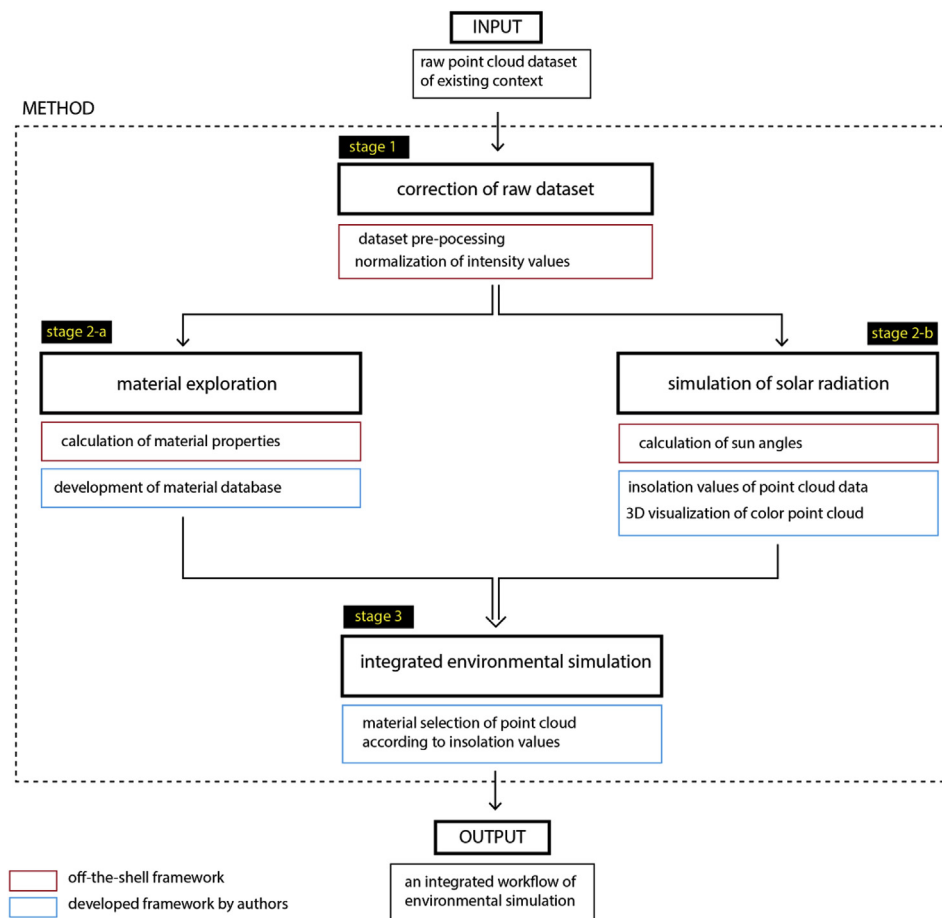 INPUT
raw point cloud dataset
of existing context
METHOD
stage 1
correction of raw dataset
dataset pre-pocessing
normalization of intensity values
stage 2-a
material exploration
calculation of material properties
development of material database
stage 2-b
simulation of solar radiation
calculation of sun angles
insolation values of point cloud data
3D visualization of color point cloud
stage 3
integrated environmental simulation
material selection of point cloud
according to insolation values
OUTPUT
an integrated workflow of
environmental simulation
off-the-shell framework
developed framework by authors